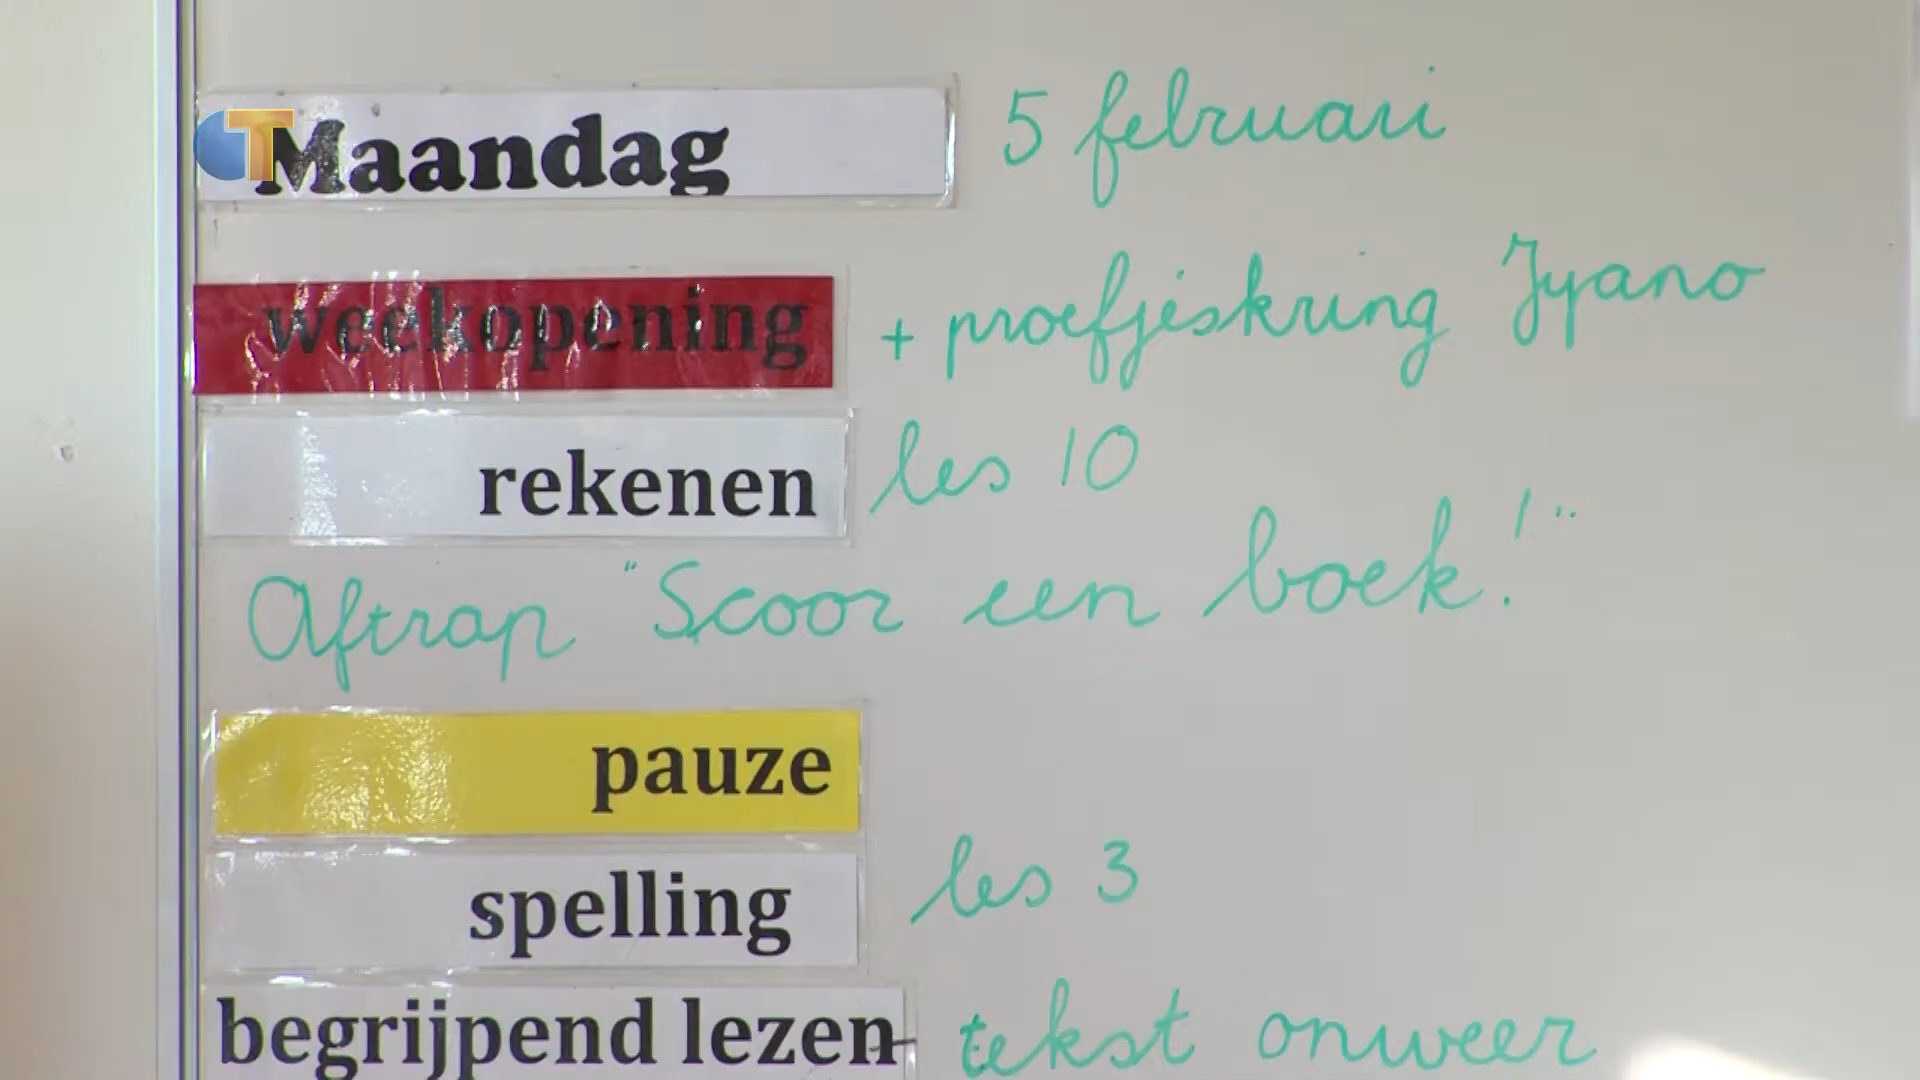 Maandag 5 februari
weekopening + proefjeskring Jyano
rekenen les 10
Aftrap "Scoor een boek!"
pauze
spelling les 3
begrijpend lezen tekst onweer